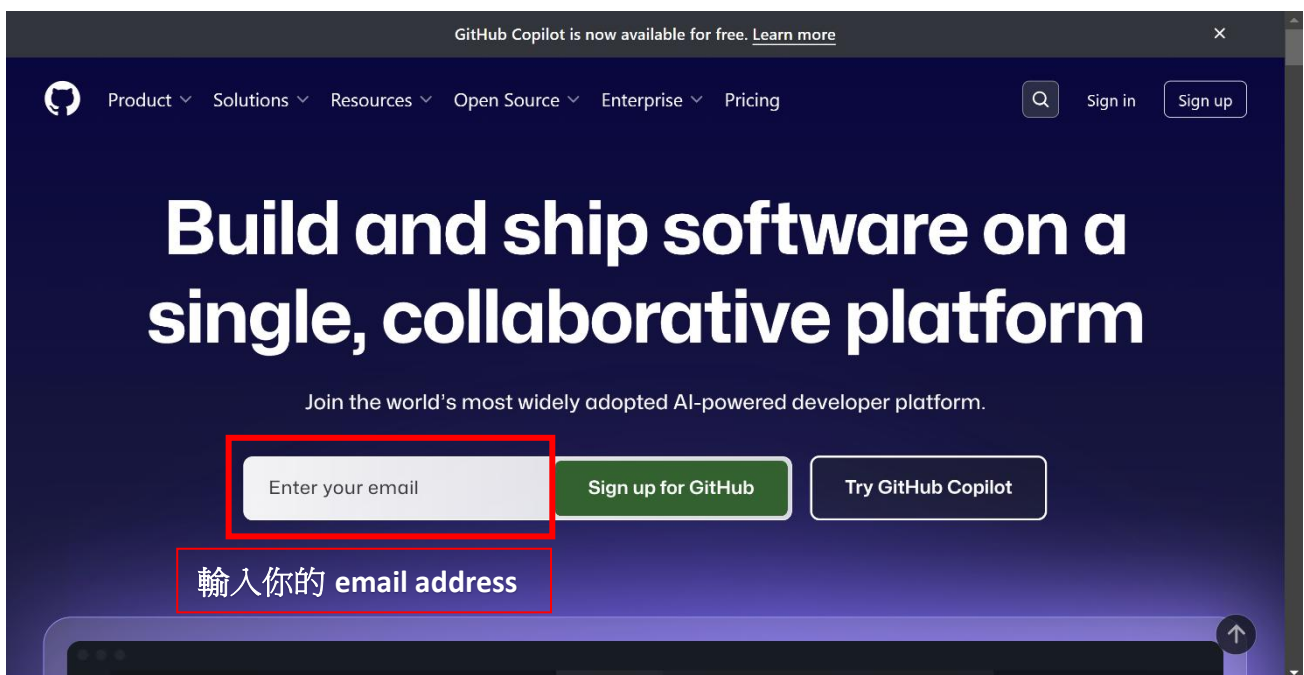 GitHub Copilot is now available for free. Learn more
Product Solutions Resources Open Source Enterprise Pricing Sign in Sign up
Build and ship software on a
single, collaborative platform
Join the world's most widely adopted AI-powered developer platform.
Enter your email Sign up for GitHub Try GitHub Copilot
輸入你的 email address